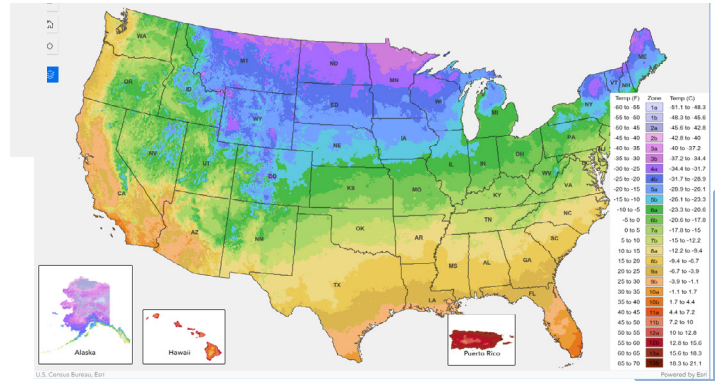 WA
OR
ID
MT
ND
MN
WY
SD
WI
MI
NV
UT
CO
NE
IA
CA
AZ
NM
KS
MO
IL
IN
OH
OK
AR
KY
TN
WV
VA
PA
NY
VT
NH
ME
NJ
NC
SC
GA
AL
MS
LA
TX
FL
Temp (F) Zone Temp (C)
-60 to -55 1a -51.1 to -48.3
-55 to -50 1b -48.3 to -45.6
-50 to -45 2a -45.6 to -42.8
-45 to -40 2b -42.8 to -40
-40 to -35 3a -40 to -37.2
-35 to -30 3b -37.2 to -34.4
-30 to -25 4a -34.4 to -31.7
-25 to -20 4b -31.7 to -28.9
-20 to -15 5a -28.9 to -26.1
-15 to -10 5b -26.1 to -23.3
-10 to -5 6a -23.3 to -20.6
-5 to 0 6b -20.6 to -17.8
0 to 5 7a -17.8 to -15
5 to 10 7b -15 to -12.2
10 to 15 8a -12.2 to -9.4
15 to 20 8b -9.4 to -6.7
20 to 25 9a -6.7 to -3.9
25 to 30 9b -3.9 to -1.1
30 to 35 10a -1.1 to 1.7
35 to 40 10b 1.7 to 4.4
40 to 45 11a 4.4 to 7.2
45 to 50 11b 7.2 to 10
50 to 55 12a 10 to 12.8
55 to 60 12b 12.8 to 15.6
60 to 65 13a 15.6 to 18.3
65 to 70 18.3 to 21.1
Alaska
Hawaii
Puerto Rico
U.S. Census Bureau, Esri
Powered by Esri